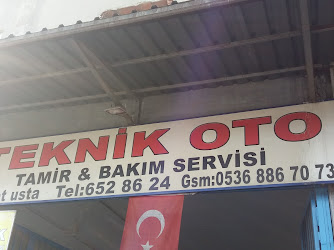 TEKNİK OTO
TAMİR & BAKIM SERVİSİ
usta Tel:652 86 24 Gsm:0536 886 70 73